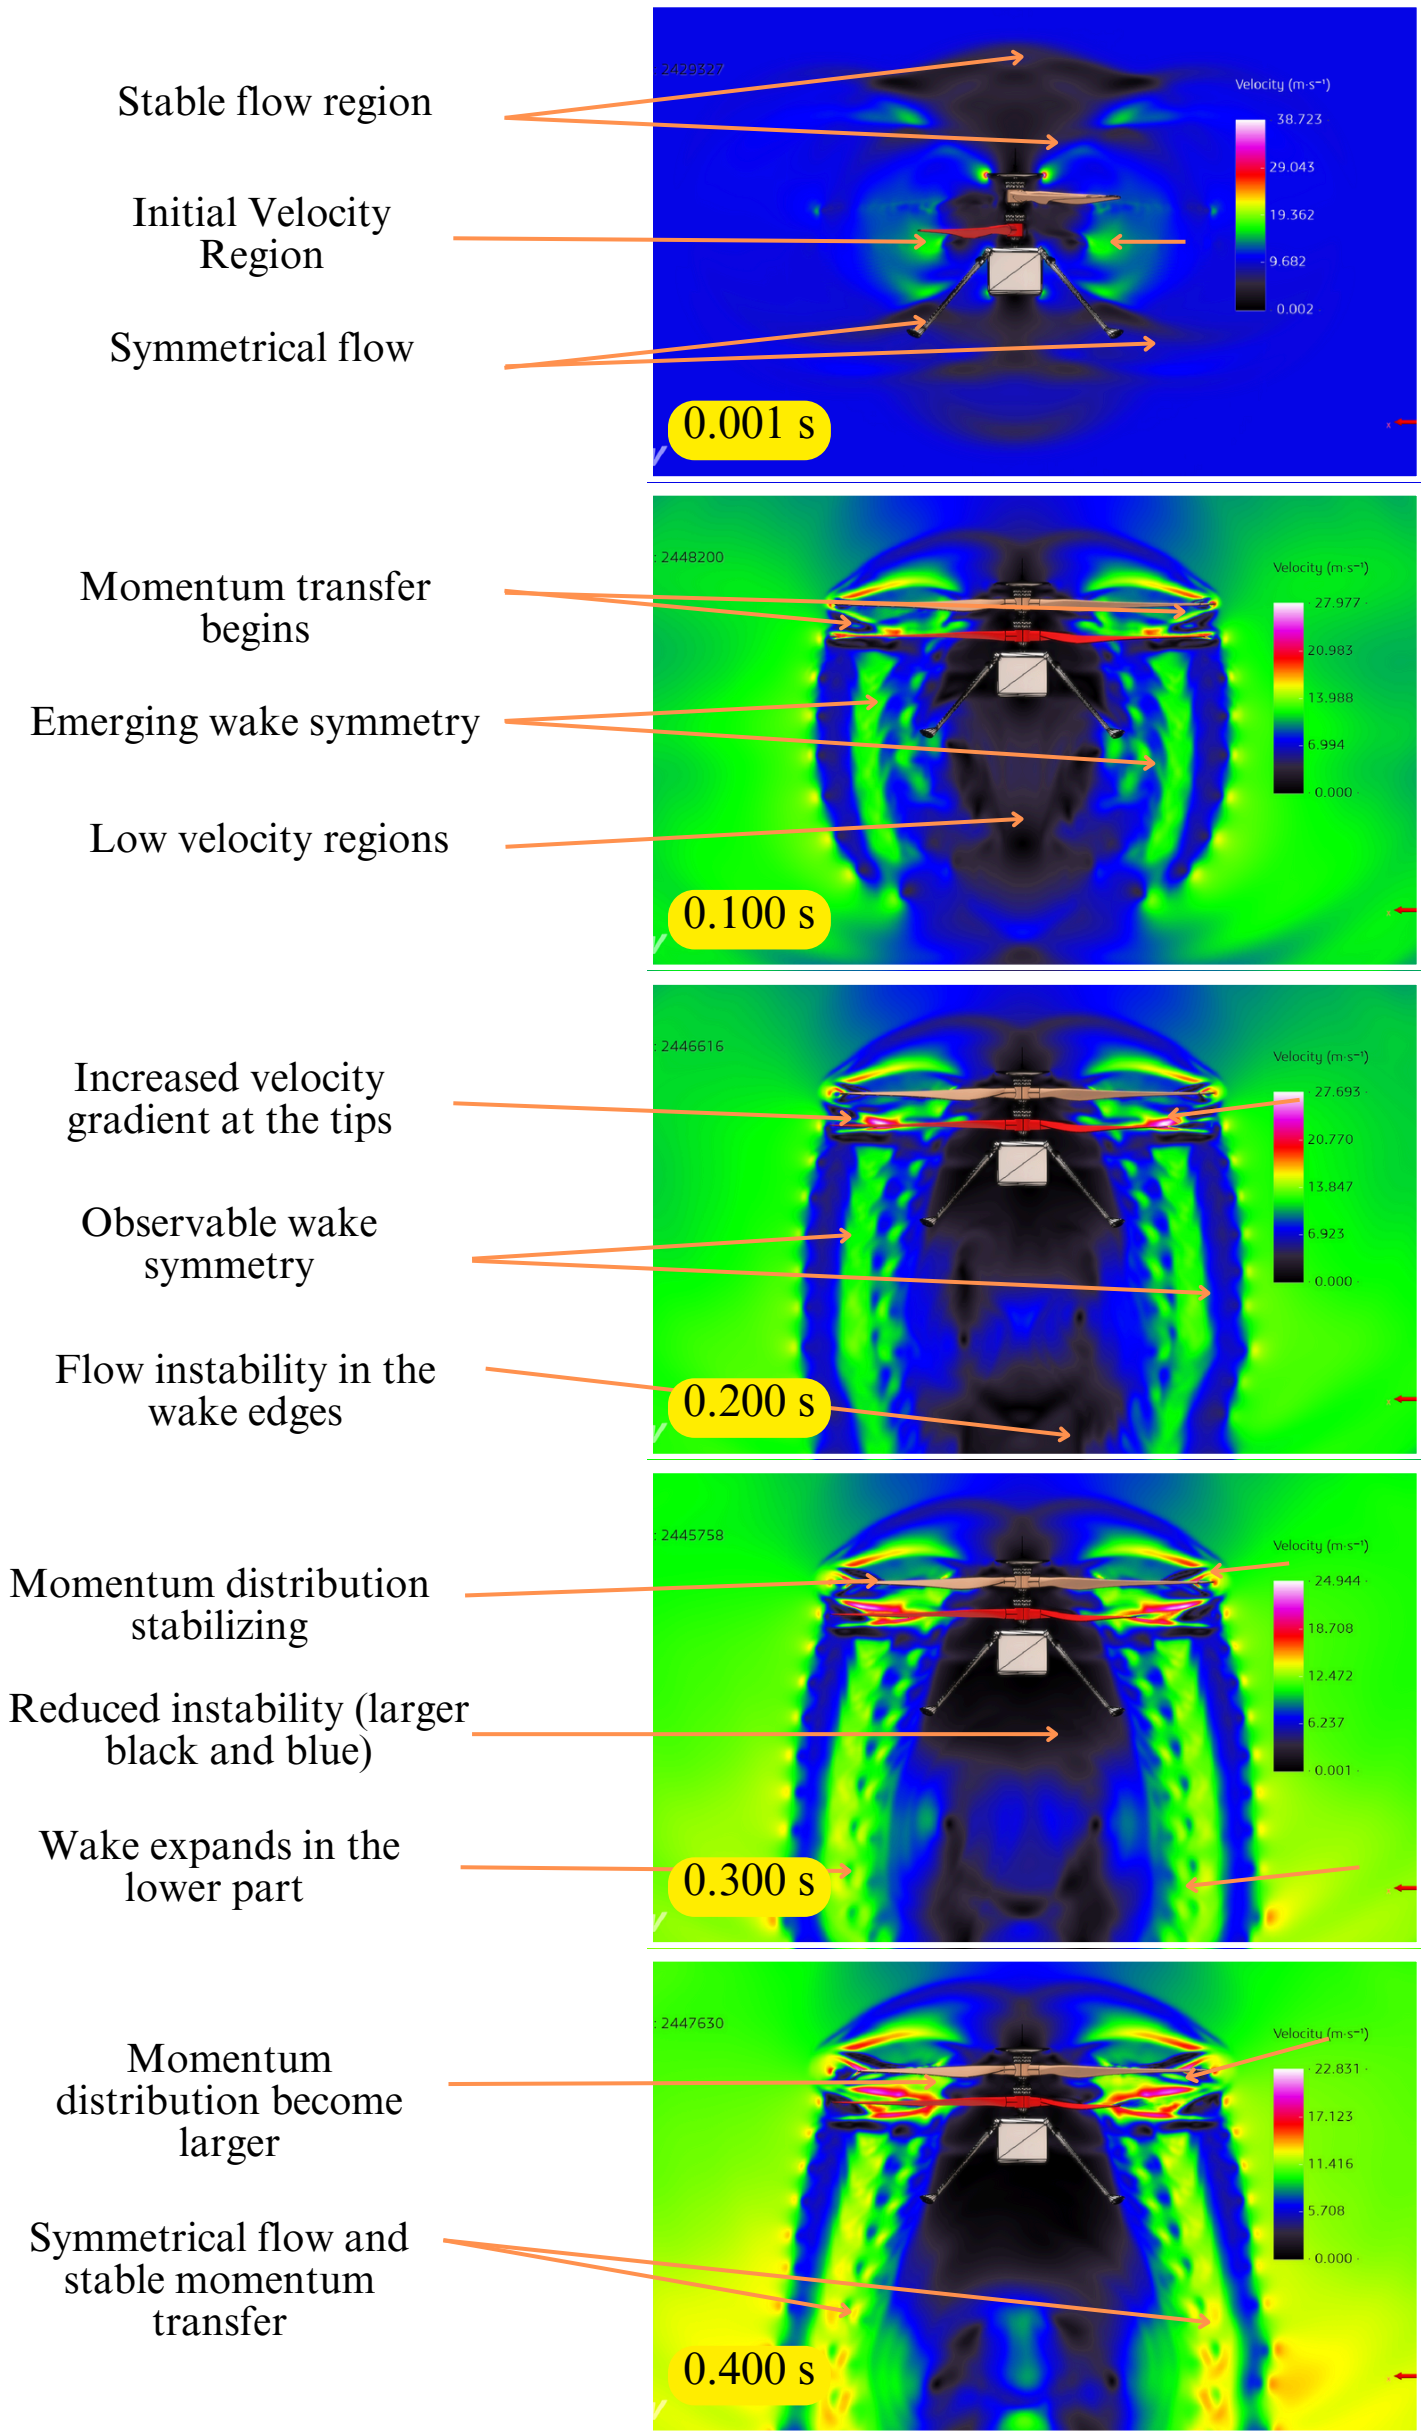 Stable flow region
Initial Velocity
Region
Symmetrical flow
: 2429327
Velocity (m·s⁻¹)
38.723
29.043
19.362
9.682
0.002
x
0.001 s
Momentum transfer
begins
Emerging wake symmetry
Low velocity regions
: 2448200
Velocity (m·s⁻¹)
27.977
20.983
13.988
6.994
0.000
0.100 s
Increased velocity
gradient at the tips
Observable wake
symmetry
Flow instability in the
wake edges
: 2446616
Velocity (m·s⁻¹)
27.693
20.770
13.847
6.923
0.000
0.200 s
Momentum distribution
stabilizing
Reduced instability (larger
black and blue)
Wake expands in the
lower part
: 2445758
Velocity (m·s⁻¹)
24.944
18.708
12.472
6.237
0.001
0.300 s
Momentum
distribution become
larger
Symmetrical flow and
stable momentum
transfer
: 2447630
Velocity (m·s⁻¹)
22.831
17.123
11.416
5.708
0.000
0.400 s